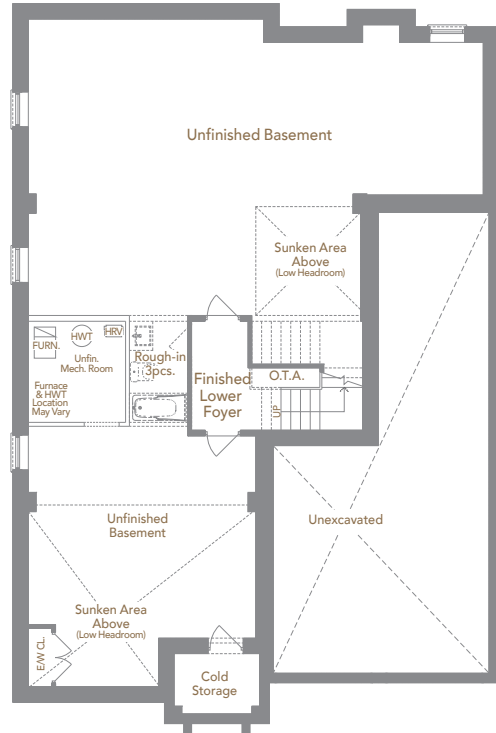 Unfinished Basement
Sunken Area
Above
(Low Headroom)
FURN.
HWT
HRV
Unfin.
Mech. Room
Furnace
& HWT
Location
May Vary
Rough-in
3pcs.
Finished
Lower
Foyer
O.T.A.
UP
Unfinished
Basement
Unexcavated
Sunken Area
Above
(Low Headroom)
E/W CL.
Cold
Storage